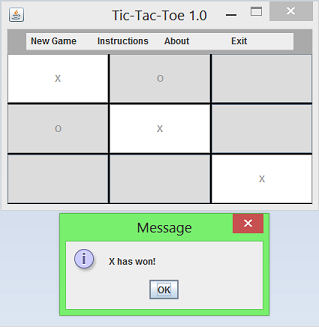 Tic-Tac-Toe 1.0
New Game Instructions About Exit
X O
O X
X
Message
X has won!
OK